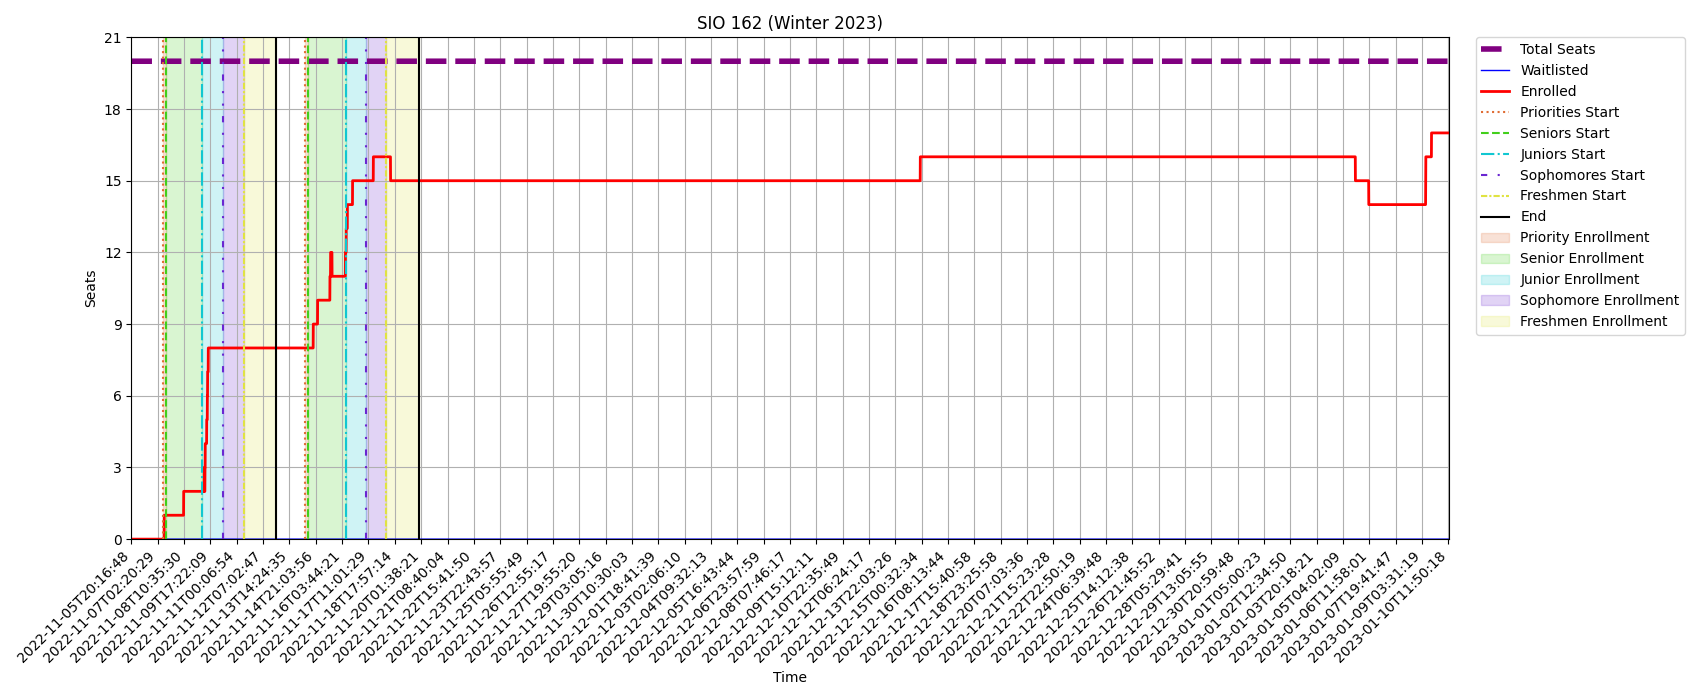 SIO 162 (Winter 2023)
21
18
15
12
9
6
3
0
Seats
2022-11-05T20:16:48
2022-11-07T02:20:29
2022-11-08T10:35:30
2022-11-09T17:22:09
2022-11-11T00:06:54
2022-11-12T07:02:47
2022-11-13T14:24:35
2022-11-14T21:03:56
2022-11-16T03:44:21
2022-11-17T11:01:29
2022-11-18T17:57:14
2022-11-20T01:38:21
2022-11-21T08:40:04
2022-11-22T15:41:50
2022-11-23T22:43:57
2022-11-25T05:55:49
2022-11-26T12:55:17
2022-11-27T19:55:20
2022-11-29T03:05:16
2022-11-30T10:30:03
2022-12-01T18:41:39
2022-12-03T02:06:10
2022-12-04T09:32:13
2022-12-05T16:43:44
2022-12-06T23:57:59
2022-12-08T07:46:17
2022-12-09T15:12:11
2022-12-10T22:35:49
2022-12-12T06:24:17
2022-12-13T22:03:26
2022-12-15T00:32:34
2022-12-16T08:13:44
2022-12-17T15:40:58
2022-12-18T23:25:58
2022-12-20T07:03:36
2022-12-21T15:23:28
2022-12-22T22:50:19
2022-12-24T06:39:48
2022-12-25T14:12:38
2022-12-26T21:45:52
2022-12-28T05:29:41
2022-12-29T13:05:55
2022-12-30T20:59:48
2023-01-01T05:00:23
2023-01-02T12:34:50
2023-01-03T20:18:21
2023-01-05T04:02:09
2023-01-06T11:58:01
2023-01-07T19:41:47
2023-01-09T03:31:19
2023-01-10T11:50:18
Time
Total Seats
Waitlisted
Enrolled
Priorities Start
Seniors Start
Juniors Start
Sophomores Start
Freshmen Start
End
Priority Enrollment
Senior Enrollment
Junior Enrollment
Sophomore Enrollment
Freshmen Enrollment